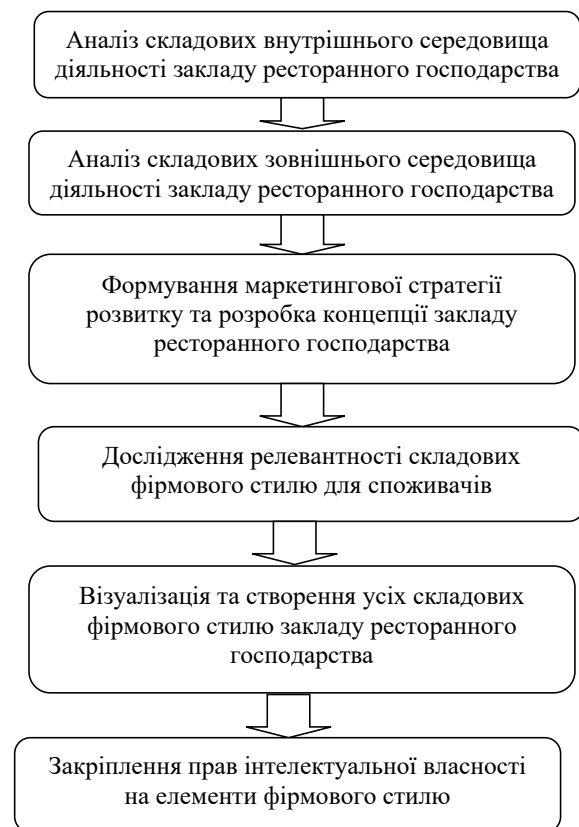 Аналіз складових внутрішнього середовища
діяльності закладу ресторанного господарства
Аналіз складових зовнішнього середовища
діяльності закладу ресторанного господарства
Формування маркетингової стратегії
розвитку та розробка концепції закладу
ресторанного господарства
Дослідження релевантності складових
фірмового стилю для споживачів
Візуалізація та створення усіх складових
фірмового стилю закладу ресторанного
господарства
Закріплення прав інтелектуальної власності
на елементи фірмового стилю